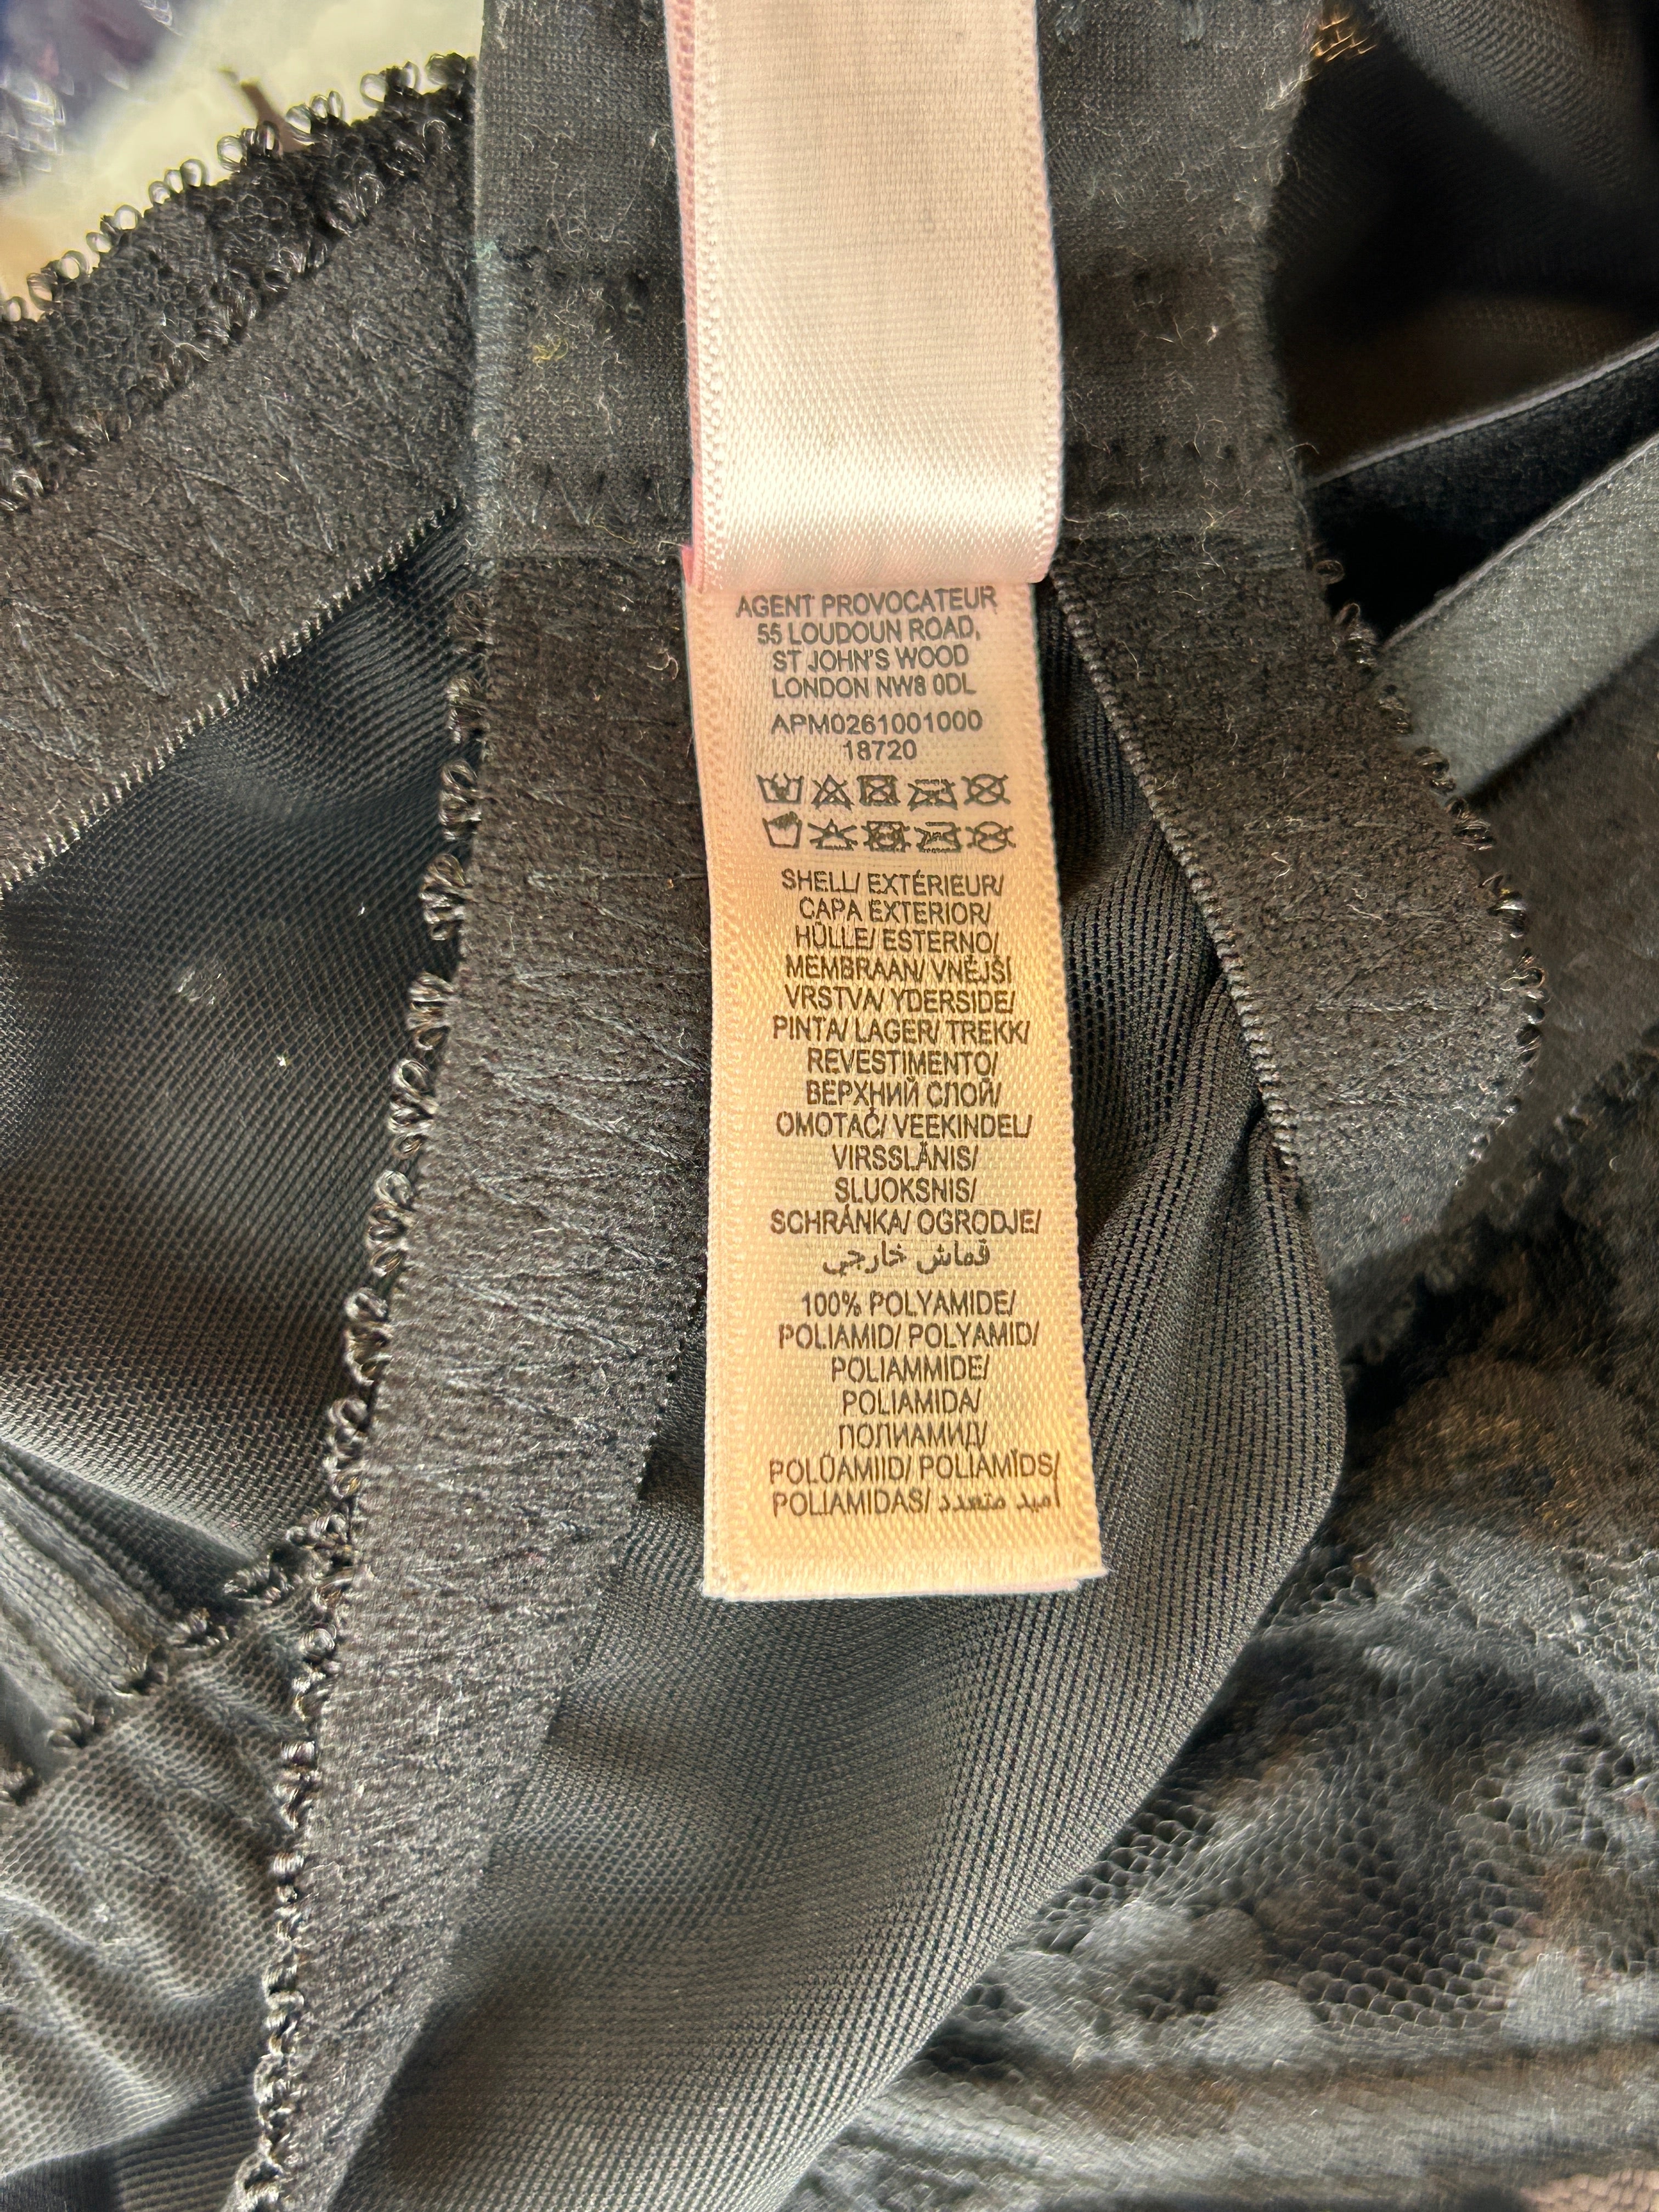 AGENT PROVOCATEUR
55 LOUDOUN ROAD,
ST JOHN'S WOOD
LONDON NW8 0DL
APM0261001000
18720
SHELL/ EXTÉRIEUR/
CAPA EXTERIOR/
HÜLLE/ ESTERNO/
MEMBRAAN/ VNĚJŠÍ
VRSTVA/ YDERSIDE/
PINTA/ LAGER/ TREKK/
REVESTIMENTO/
ВЕРХНИЙ СЛОЙ/
OMOTAČ/ VEEKINDEL/
VIRSSLĀNIS/
SLUOKSNIS/
SCHRÁNKA/ OGRODJE/
قماش خارجي
100% POLYAMIDE/
POLIAMID/ POLYAMID/
POLIAMMIDE/
POLIAMIDA/
ПОЛИАМИД/
POLÜAMIID/ POLIAMĪDS/
POLIAMIDAS/ أميد متعدد